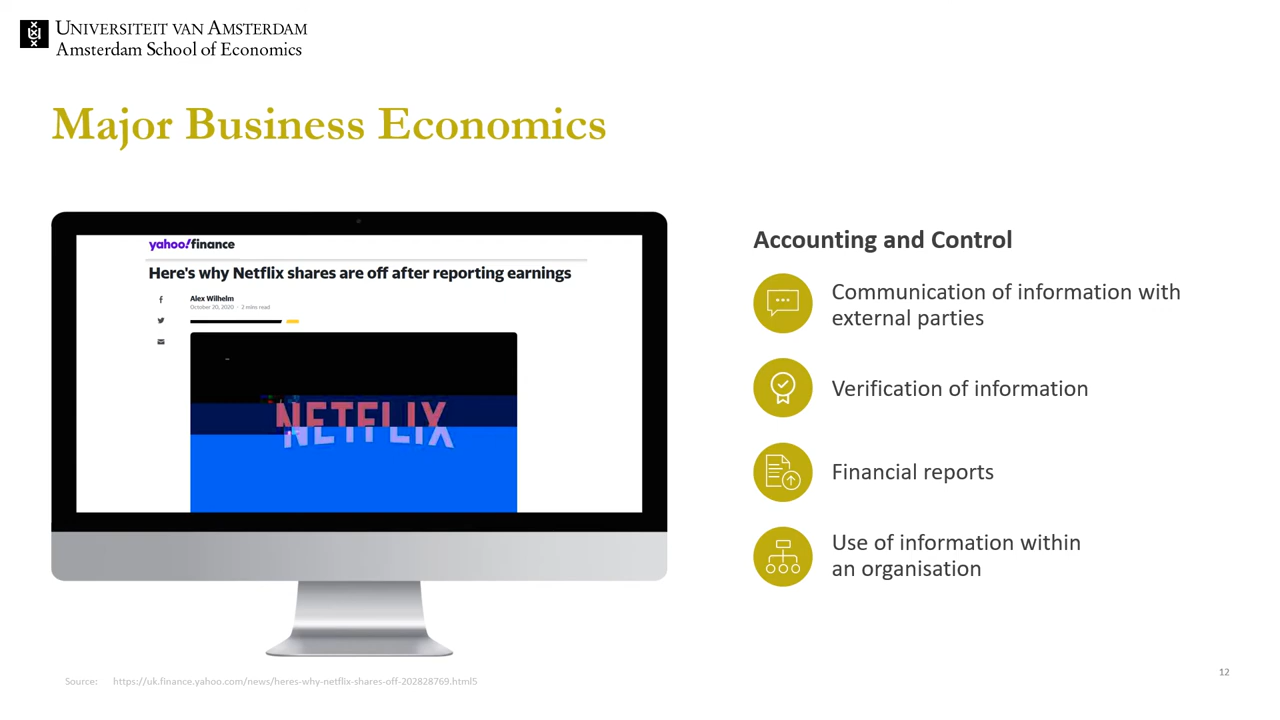 UNIVERSITEIT VAN AMSTERDAM
Amsterdam School of Economics
Major Business Economics
yahoo!finance
Here's why Netflix shares are off after reporting earnings
Alex Wilhelm
October 20, 2020 · 2 mins read
NETFLIX
Accounting and Control
Communication of information with
external parties
Verification of information
Financial reports
Use of information within
an organisation
Source: https://uk.finance.yahoo.com/news/heres-why-netflix-shares-off-202828769.html5
12